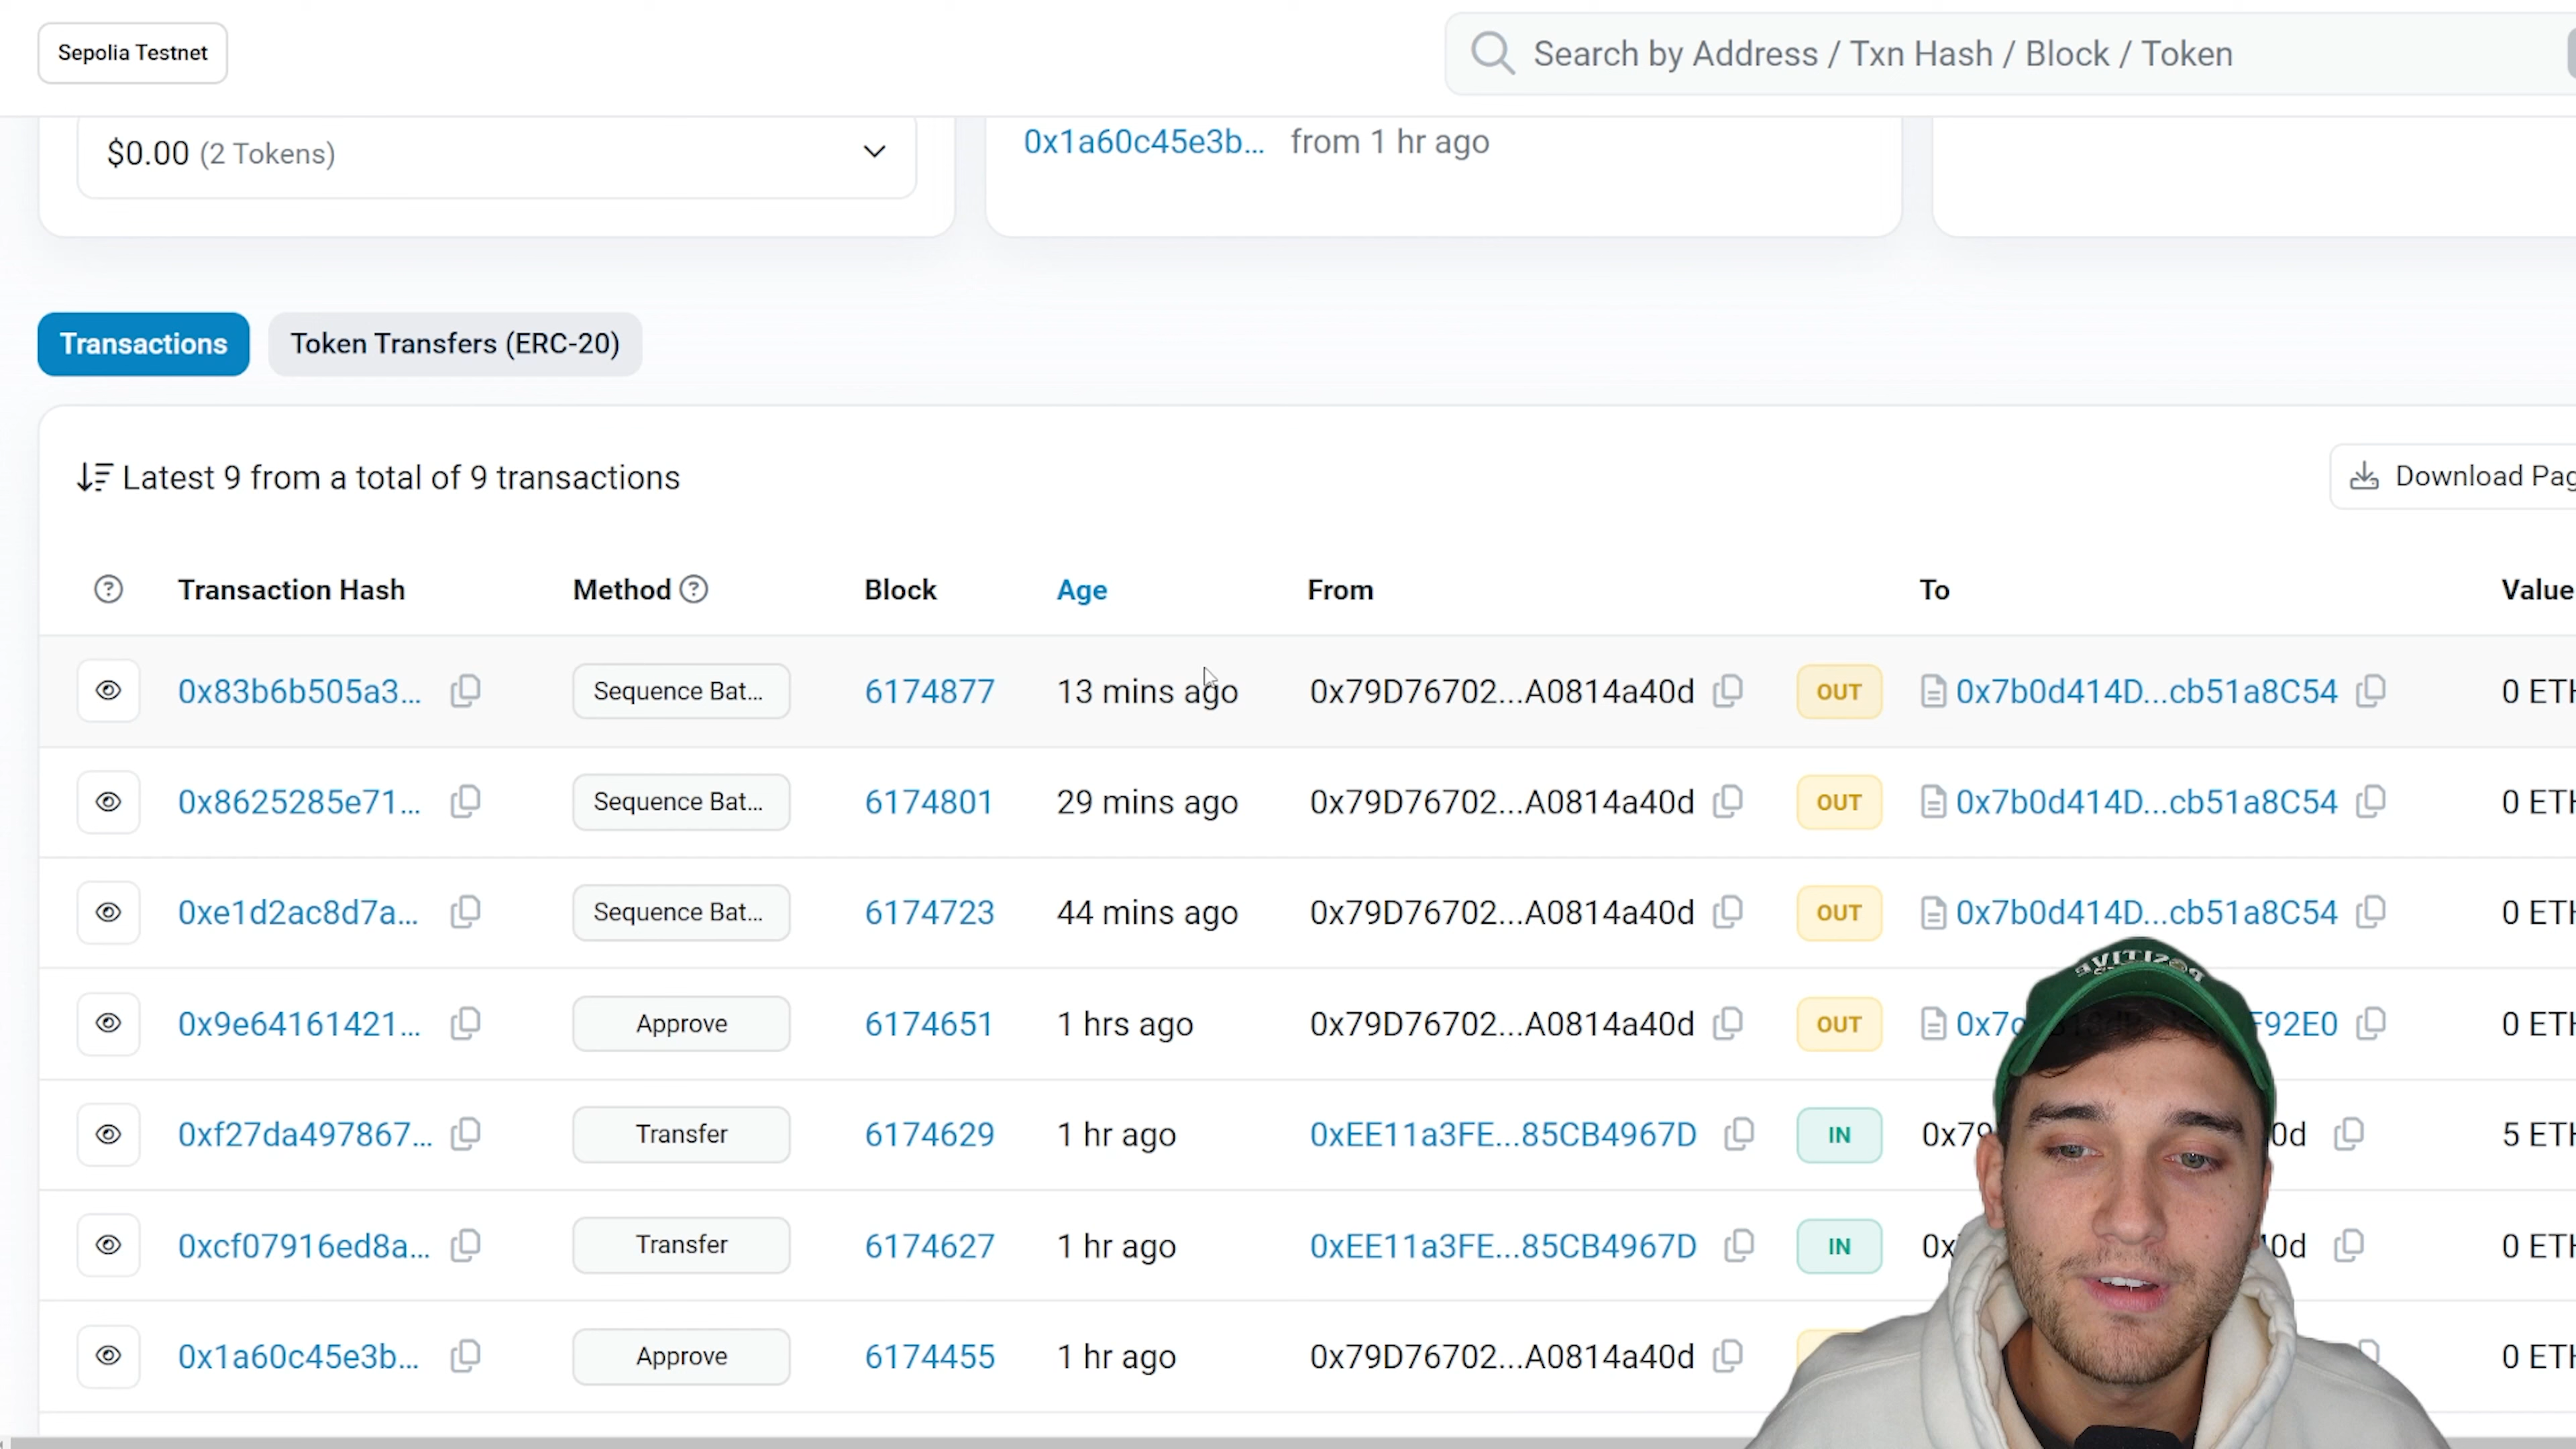 Sepolia Testnet
Search by Address / Txn Hash / Block / Token
$0.00 (2 Tokens)
0x1a60c45e3b... from 1 hr ago
Transactions Token Transfers (ERC-20)
Latest 9 from a total of 9 transactions
Download Pag
Transaction Hash Method Block Age From To Value
0x83b6b505a3... Sequence Bat... 6174877 13 mins ago 0x79D76702...A0814a40d OUT 0x7b0d414D...cb51a8C54 0 ETH
0x8625285e71... Sequence Bat... 6174801 29 mins ago 0x79D76702...A0814a40d OUT 0x7b0d414D...cb51a8C54 0 ETH
0xe1d2ac8d7a... Sequence Bat... 6174723 44 mins ago 0x79D76702...A0814a40d OUT 0x7b0d414D...cb51a8C54 0 ETH
0x9e64161421... Approve 6174651 1 hrs ago 0x79D76702...A0814a40d OUT F92E0 0 ETH
0xf27da497867... Transfer 6174629 1 hr ago 0xEE11a3FE...85CB4967D IN 0x79 0d 5 ETH
0xcf07916ed8a... Transfer 6174627 1 hr ago 0xEE11a3FE...85CB4967D IN 0x 40d 0 ETH
0x1a60c45e3b... Approve 6174455 1 hr ago 0x79D76702...A0814a40d 0 ETH
POSITIVE